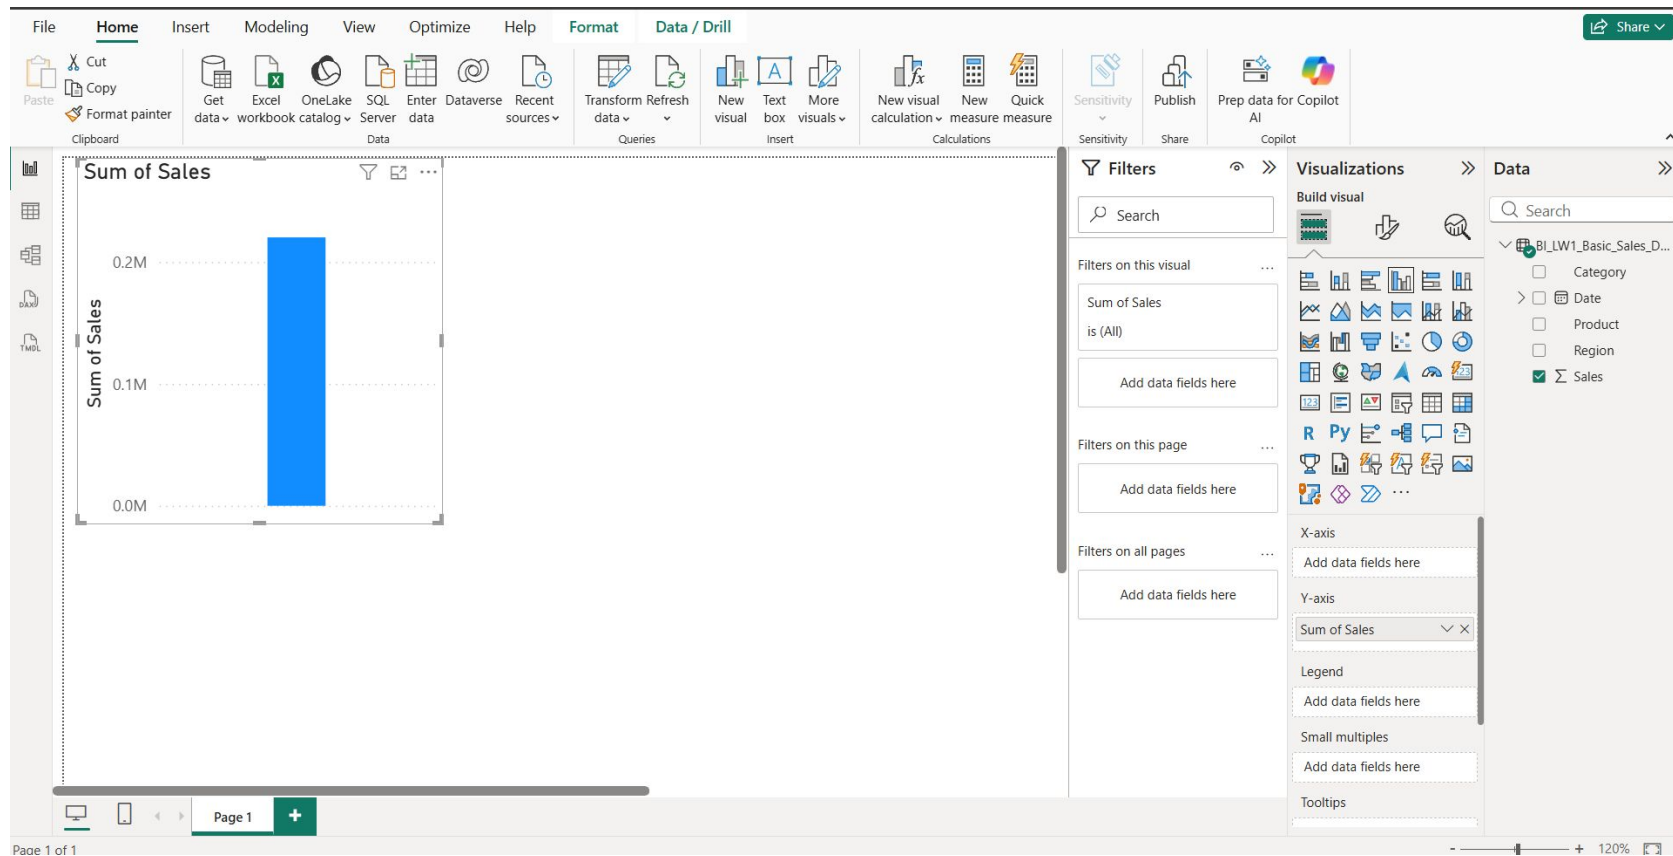 File Home Insert Modeling View Optimize Help Format Data / Drill Share
Paste
Cut
Copy
Format painter
Clipboard
Get data
Excel workbook
OneLake catalog
SQL Server
Enter data
Dataverse
Recent sources
Data
Transform data
Refresh
Queries
New visual
Text box
More visuals
Insert
New visual calculation
New measure
Quick measure
Calculations
Sensitivity
Sensitivity
Publish
Share
Prep data for AI
Copilot
Copilot
DAX
TMDL
Sum of Sales
Sum of Sales
0.2M
0.1M
0.0M
Filters
Search
Filters on this visual ...
Sum of Sales
is (All)
Add data fields here
Filters on this page ...
Add data fields here
Filters on all pages ...
Add data fields here
Visualizations
Build visual
123
123
R Py
X-axis
Add data fields here
Y-axis
Sum of Sales
Legend
Add data fields here
Small multiples
Add data fields here
Tooltips
Data
Search
BI_LW1_Basic_Sales_D...
Category
Date
Product
Region
Σ Sales
Page 1 +
Page 1 of 1
- + 120%